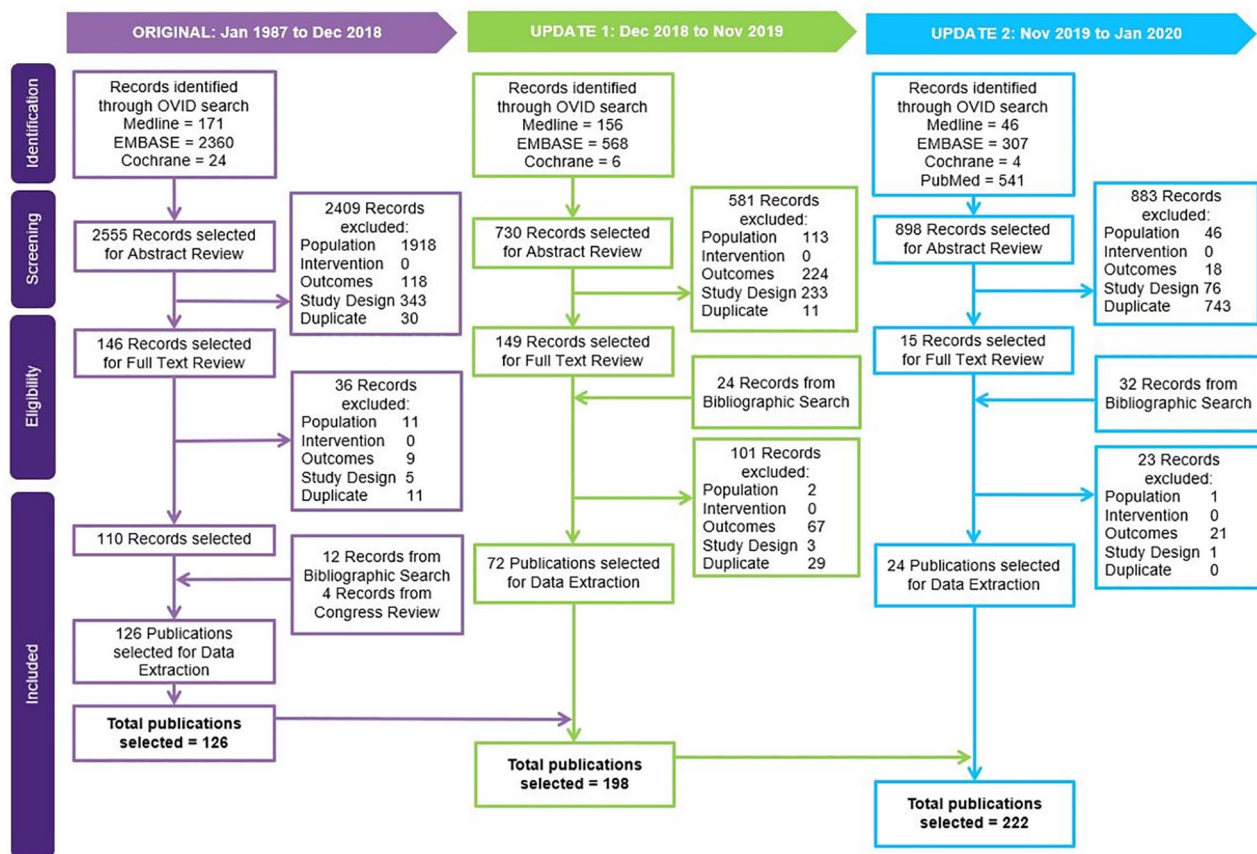 ORIGINAL: Jan 1987 to Dec 2018
UPDATE 1: Dec 2018 to Nov 2019
UPDATE 2: Nov 2019 to Jan 2020
Identification
Screening
Eligibility
Included
Records identified
through OVID search
Medline = 171
EMBASE = 2360
Cochrane = 24
2555 Records selected
for Abstract Review
2409 Records
excluded:
Population 1918
Intervention 0
Outcomes 118
Study Design 343
Duplicate 30
146 Records selected
for Full Text Review
36 Records
excluded:
Population 11
Intervention 0
Outcomes 9
Study Design 5
Duplicate 11
110 Records selected
12 Records from
Bibliographic Search
4 Records from
Congress Review
126 Publications
selected for Data
Extraction
Total publications
selected = 126
Records identified
through OVID search
Medline = 156
EMBASE = 568
Cochrane = 6
730 Records selected
for Abstract Review
581 Records
excluded:
Population 113
Intervention 0
Outcomes 224
Study Design 233
Duplicate 11
149 Records selected
for Full Text Review
24 Records from
Bibliographic Search
101 Records
excluded:
Population 2
Intervention 0
Outcomes 67
Study Design 3
Duplicate 29
72 Publications selected
for Data Extraction
Total publications
selected = 198
Records identified
through OVID search
Medline = 46
EMBASE = 307
Cochrane = 4
PubMed = 541
898 Records selected
for Abstract Review
883 Records
excluded:
Population 46
Intervention 0
Outcomes 18
Study Design 76
Duplicate 743
15 Records selected
for Full Text Review
32 Records from
Bibliographic Search
23 Records
excluded:
Population 1
Intervention 0
Outcomes 21
Study Design 1
Duplicate 0
24 Publications selected
for Data Extraction
Total publications
selected = 222